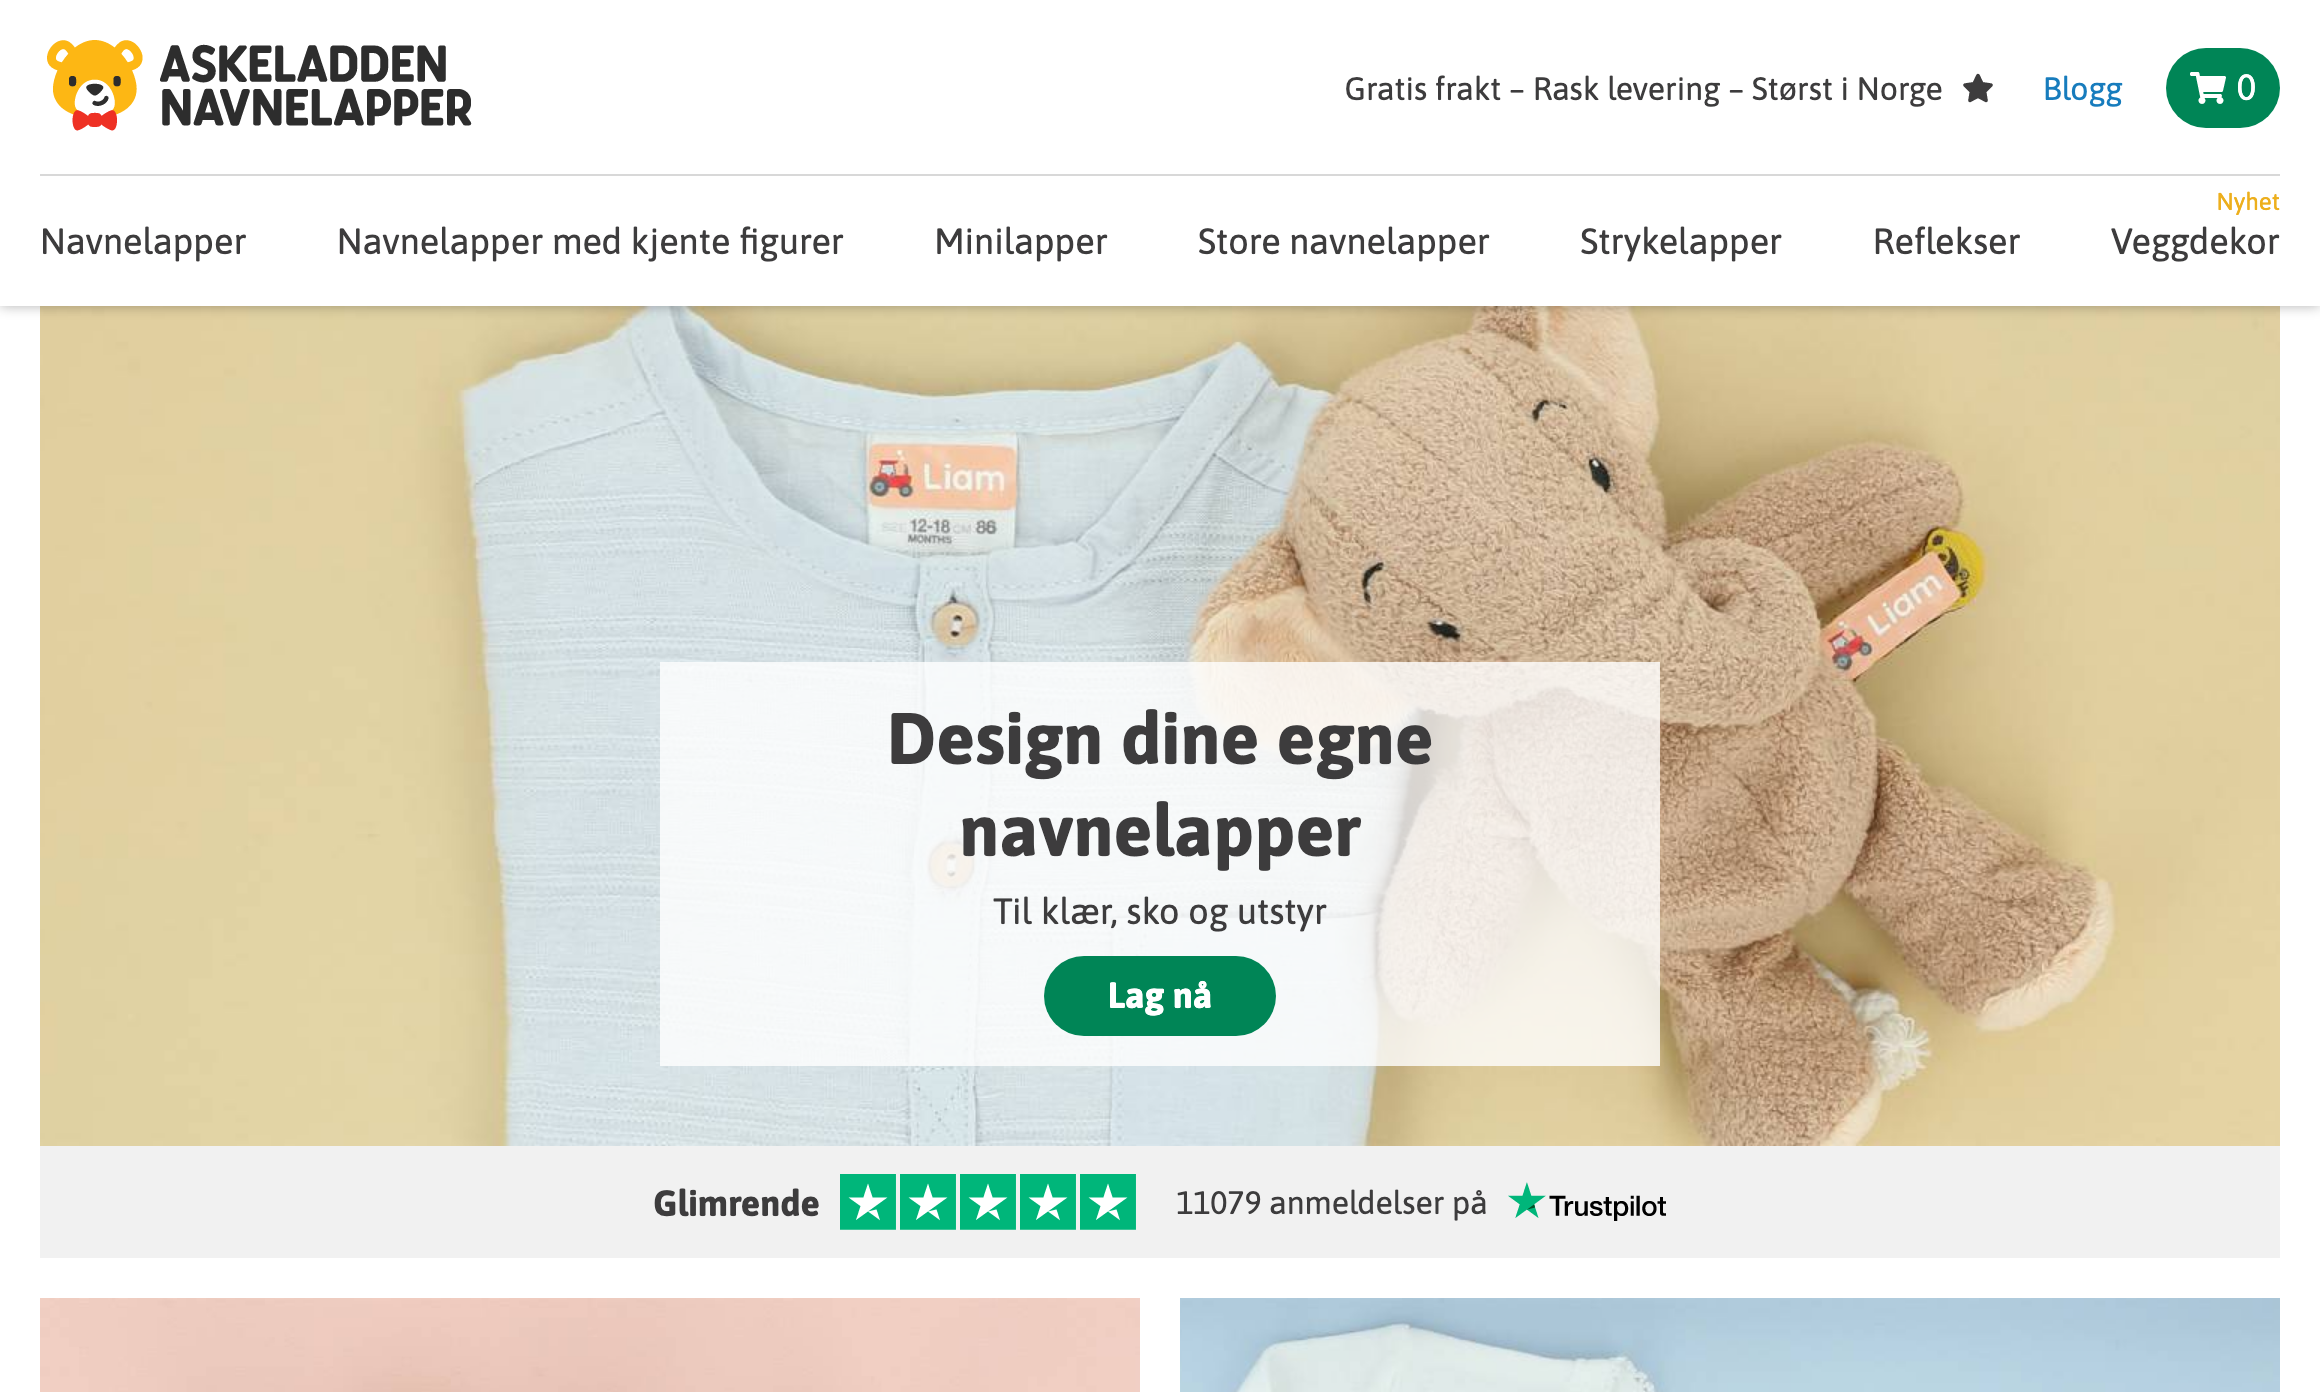 ASKELADDEN
NAVNELAPPER
Gratis frakt – Rask levering – Størst i Norge
Blogg
0
Nyhet
Navnelapper
Navnelapper med kjente figurer
Minilapper
Store navnelapper
Strykelapper
Reflekser
Veggdekor
Liam
SIZE 12-18 CM 86
MONTHS
Liam
Design dine egne
navnelapper
Til klær, sko og utstyr
Lag nå
Glimrende
11079 anmeldelser på
Trustpilot